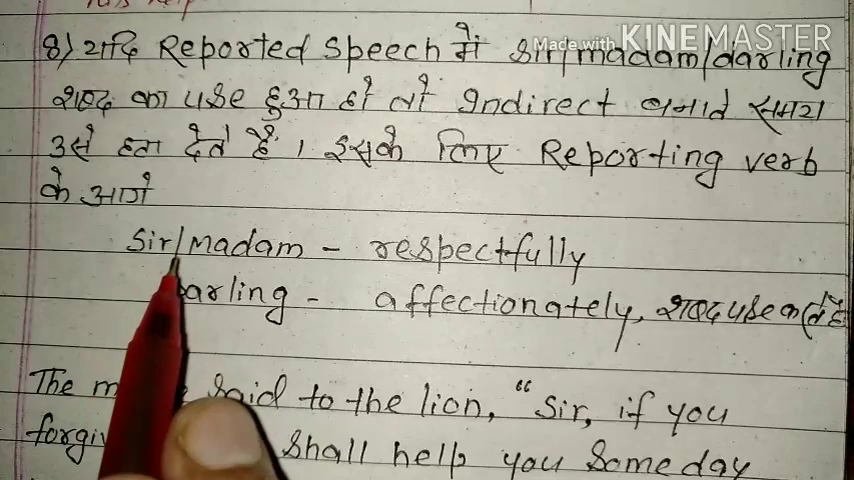 Made with KINEMASTER
8) यदि Reported speech में sir/madam/darling
शब्द का use हुआ हो तो Indirect बनाते समय
उसे हटा देते हैं । इसके लिए Reporting verb
के आगे
Sir/Madam - respectfully
arling - affectionately, शब्द use करते हैं
The m said to the lion, “Sir, if you
forgiv shall help you someday